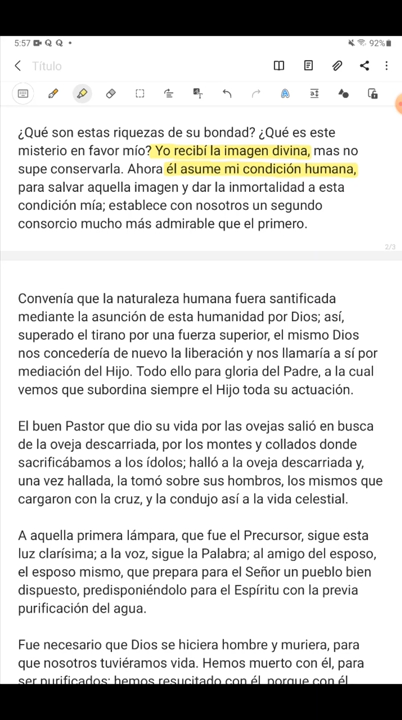 5:57
92%
Título
¿Qué son estas riquezas de su bondad? ¿Qué es este
misterio en favor mío? Yo recibí la imagen divina, mas no
supe conservarla. Ahora él asume mi condición humana,
para salvar aquella imagen y dar la inmortalidad a esta
condición mía; establece con nosotros un segundo
consorcio mucho más admirable que el primero.
2/3
Convenía que la naturaleza humana fuera santificada
mediante la asunción de esta humanidad por Dios; así,
superado el tirano por una fuerza superior, el mismo Dios
nos concedería de nuevo la liberación y nos llamaría a sí por
mediación del Hijo. Todo ello para gloria del Padre, a la cual
vemos que subordina siempre el Hijo toda su actuación.
El buen Pastor que dio su vida por las ovejas salió en busca
de la oveja descarriada, por los montes y collados donde
sacrificábamos a los ídolos; halló a la oveja descarriada y,
una vez hallada, la tomó sobre sus hombros, los mismos que
cargaron con la cruz, y la condujo así a la vida celestial.
A aquella primera lámpara, que fue el Precursor, sigue esta
luz clarísima; a la voz, sigue la Palabra; al amigo del esposo,
el esposo mismo, que prepara para el Señor un pueblo bien
dispuesto, predisponiéndolo para el Espíritu con la previa
purificación del agua.
Fue necesario que Dios se hiciera hombre y muriera, para
que nosotros tuviéramos vida. Hemos muerto con él, para
ser purificados; hemos resucitado con él, porque con él